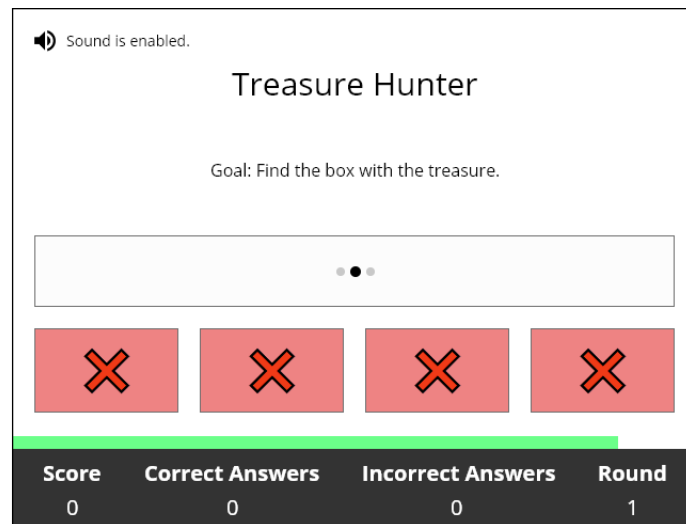 Sound is enabled.
Treasure Hunter
Goal: Find the box with the treasure.
Score Correct Answers Incorrect Answers Round
0 0 0 1